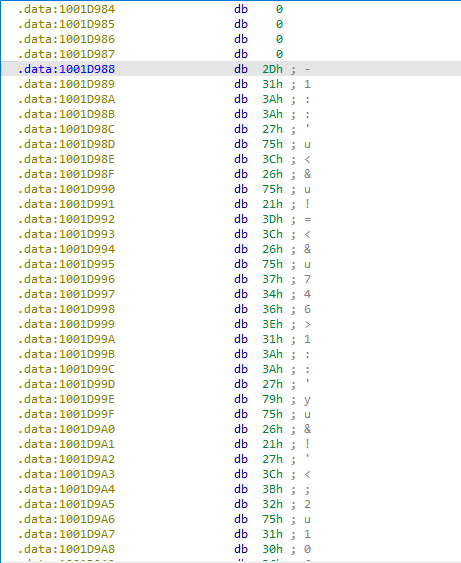 .data:1001D984 db 0
.data:1001D985 db 0
.data:1001D986 db 0
.data:1001D987 db 0
.data:1001D988 db 2Dh ; -
.data:1001D989 db 31h ; 1
.data:1001D98A db 3Ah ; :
.data:1001D98B db 3Ah ; :
.data:1001D98C db 27h ; '
.data:1001D98D db 75h ; u
.data:1001D98E db 3Ch ; <
.data:1001D98F db 26h ; &
.data:1001D990 db 75h ; u
.data:1001D991 db 21h ; !
.data:1001D992 db 3Dh ; =
.data:1001D993 db 3Ch ; <
.data:1001D994 db 26h ; &
.data:1001D995 db 75h ; u
.data:1001D996 db 37h ; 7
.data:1001D997 db 34h ; 4
.data:1001D998 db 36h ; 6
.data:1001D999 db 3Eh ; >
.data:1001D99A db 31h ; 1
.data:1001D99B db 3Ah ; :
.data:1001D99C db 3Ah ; :
.data:1001D99D db 27h ; '
.data:1001D99E db 79h ; y
.data:1001D99F db 75h ; u
.data:1001D9A0 db 26h ; &
.data:1001D9A1 db 21h ; !
.data:1001D9A2 db 27h ; '
.data:1001D9A3 db 3Ch ; <
.data:1001D9A4 db 3Bh ; ;
.data:1001D9A5 db 32h ; 2
.data:1001D9A6 db 75h ; u
.data:1001D9A7 db 31h ; 1
.data:1001D9A8 db 30h ; 0